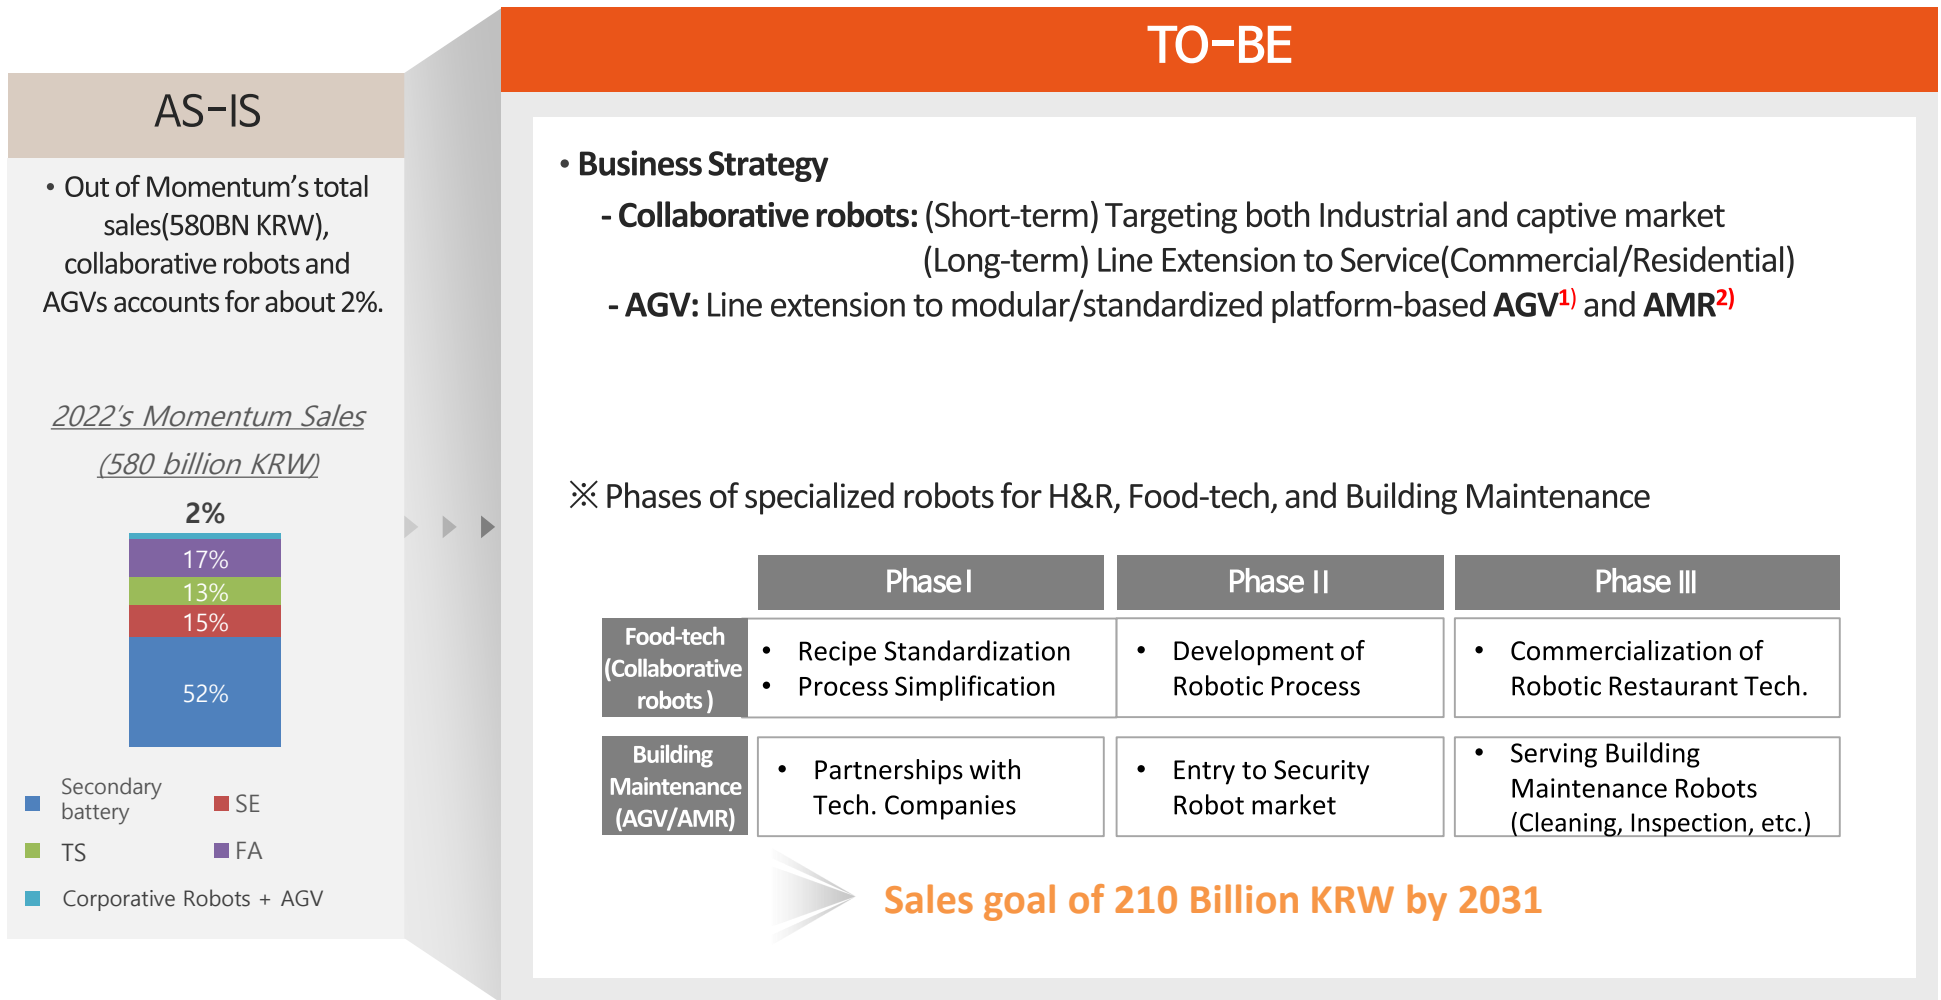 AS-IS
• Out of Momentum's total
sales(580BN KRW),
collaborative robots and
AGVs accounts for about 2%.
2022's Momentum Sales
(580 billion KRW)
2%
17%
13%
15%
52%
Secondary
battery
SE
TS
FA
Corporative Robots + AGV
TO-BE
• Business Strategy
- Collaborative robots: (Short-term) Targeting both Industrial and captive market
(Long-term) Line Extension to Service(Commercial/Residential)
- AGV: Line extension to modular/standardized platform-based AGV1) and AMR2)
※ Phases of specialized robots for H&R, Food-tech, and Building Maintenance
Phase I
Phase II
Phase III
Food-tech
(Collaborative
robots )
• Recipe Standardization
• Process Simplification
• Development of
Robotic Process
• Commercialization of
Robotic Restaurant Tech.
Building
Maintenance
(AGV/AMR)
• Partnerships with
Tech. Companies
• Entry to Security
Robot market
• Serving Building
Maintenance Robots
(Cleaning, Inspection, etc.)
Sales goal of 210 Billion KRW by 2031